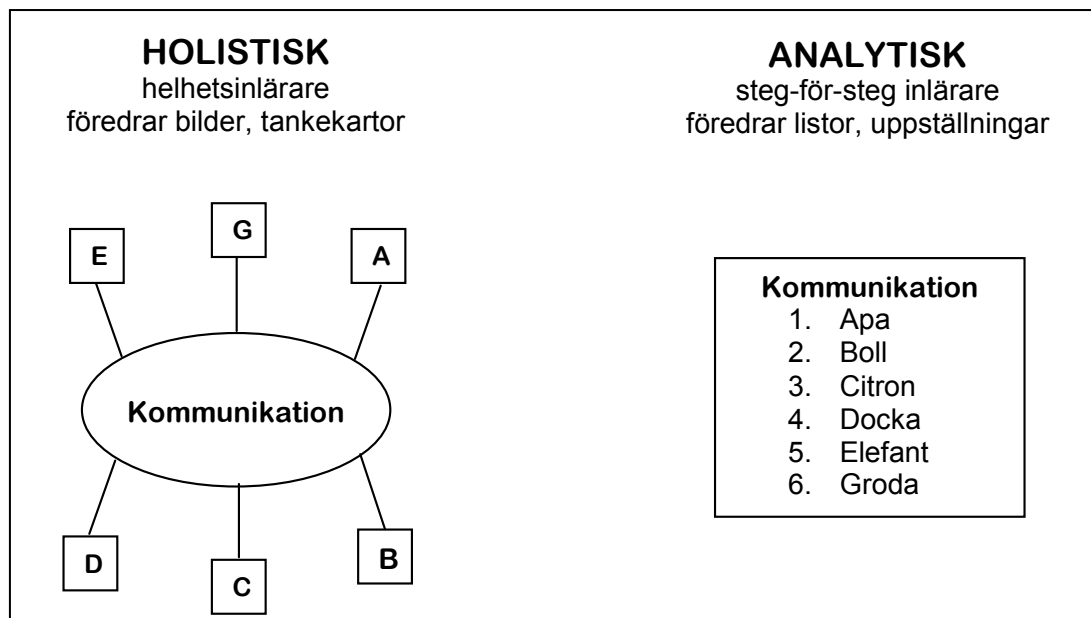 HOLISTISK
helhetsinlärare
föredrar bilder, tankekartor
E
G
A
Kommunikation
D
C
B
ANALYTISK
steg-för-steg inlärare
föredrar listor, uppställningar
Kommunikation
1. Apa
2. Boll
3. Citron
4. Docka
5. Elefant
6. Groda